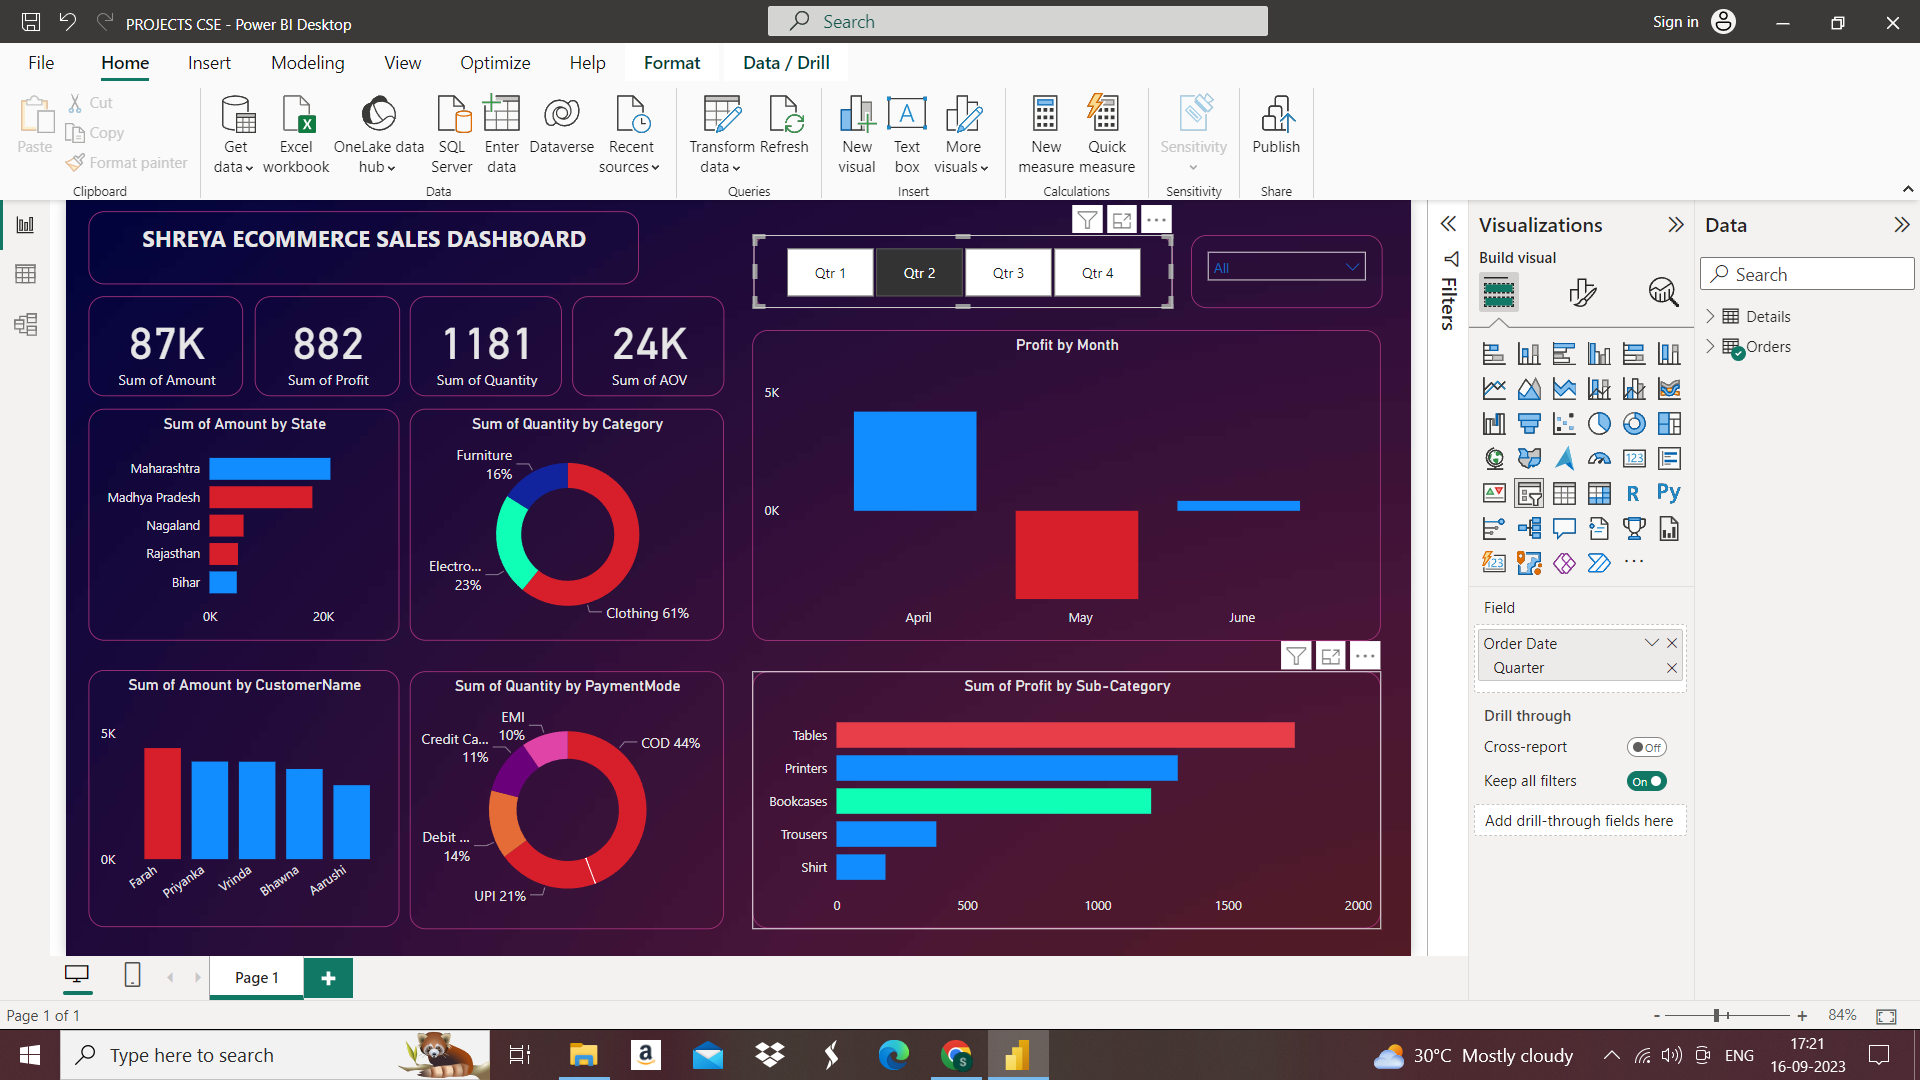 PROJECTS CSE - Power BI Desktop
Search
Sign in
File
Home
Insert
Modeling
View
Optimize
Help
Format
Data / Drill
Paste
Cut
Copy
Format painter
Clipboard
Get data
Excel workbook
OneLake data hub
SQL Server
Enter data
Dataverse
Recent sources
Data
Transform data
Refresh
Queries
New visual
Text box
More visuals
Insert
New measure
Quick measure
Calculations
Sensitivity
Sensitivity
Publish
Share
SHREYA ECOMMERCE SALES DASHBOARD
Qtr 1
Qtr 2
Qtr 3
Qtr 4
All
87K
Sum of Amount
882
Sum of Profit
1181
Sum of Quantity
24K
Sum of AOV
Profit by Month
5K
0K
April
May
June
Sum of Amount by State
Maharashtra
Madhya Pradesh
Nagaland
Rajasthan
Bihar
0K
20K
Sum of Quantity by Category
Furniture
16%
Electro...
23%
Clothing 61%
Sum of Amount by CustomerName
5K
0K
Farah
Priyanka
Vrinda
Bhawna
Aarushi
Sum of Quantity by PaymentMode
EMI
10%
Credit Ca...
11%
COD 44%
Debit ...
14%
UPI 21%
Sum of Profit by Sub-Category
Tables
Printers
Bookcases
Trousers
Shirt
0
500
1000
1500
2000
Filters
Visualizations
Build visual
123
R
Py
123
Field
Order Date
Quarter
Drill through
Cross-report
Off
Keep all filters
On
Add drill-through fields here
Data
Search
Details
Orders
Page 1
Page 1 of 1
84%
Type here to search
a
S
30°C Mostly cloudy
ENG
17:21
16-09-2023